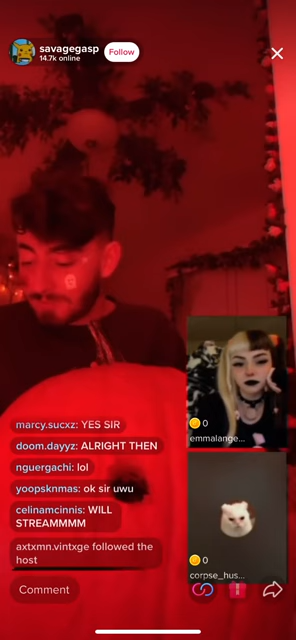 savagegasp
Follow
14.7k online
marcy.sucxz: YES SIR
doom.dayyz: ALRIGHT THEN
nguergachi: lol
yoopsknmas: ok sir uwu
celinamcinnis: WILL
STREAMMMM
axtxmn.vintxge followed the
host
0
emmalange...
0
corpse_hus...
Comment